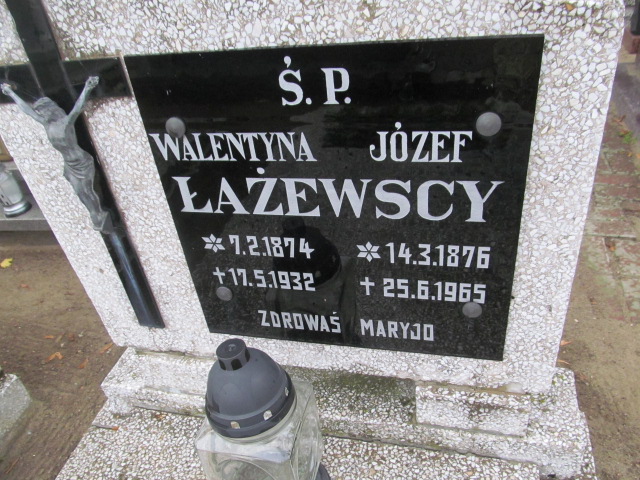 Ś. P.
WALENTYNA JÓZEF
ŁAŻEWSCY
* 7.2.1874 * 14.3.1876
+ 17.5.1932 + 25.6.1965
ZDROWAŚ MARYJO